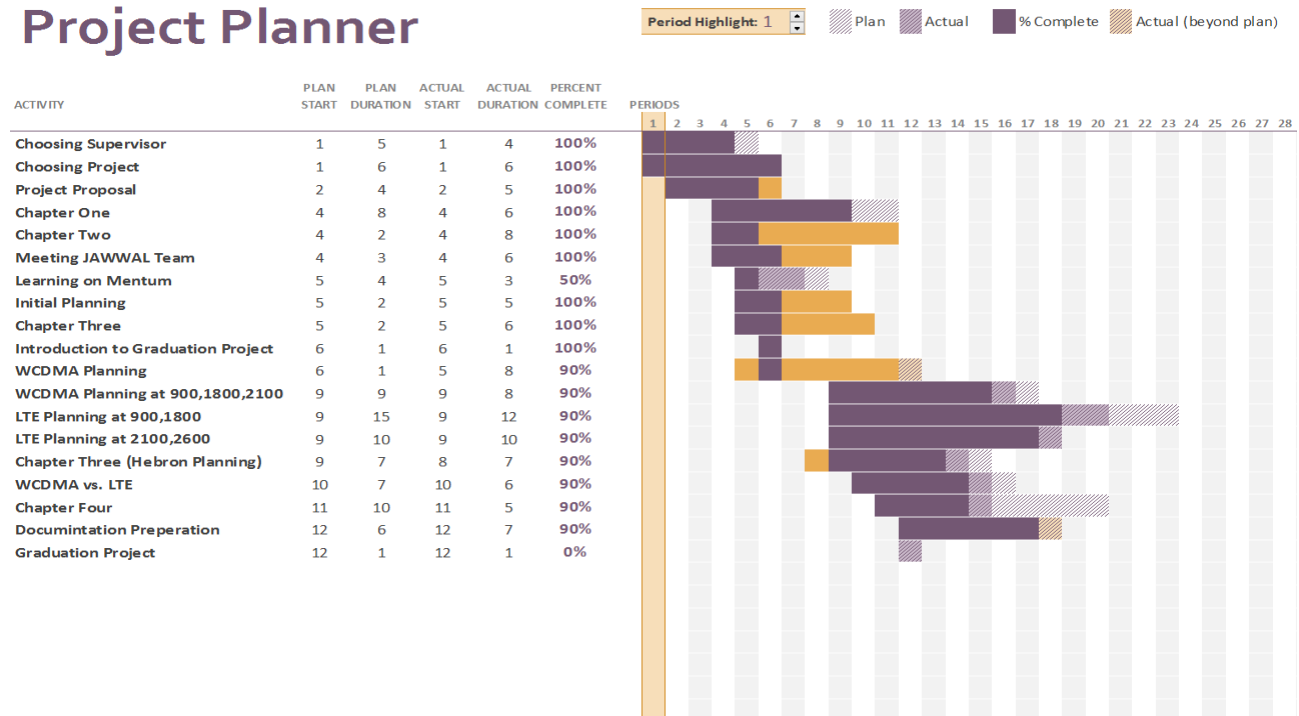 Project Planner
Period Highlight: 1 Plan Actual % Complete Actual (beyond plan)
PLAN PLAN ACTUAL ACTUAL PERCENT
ACTIVITY START DURATION START DURATION COMPLETE PERIODS
1 2 3 4 5 6 7 8 9 10 11 12 13 14 15 16 17 18 19 20 21 22 23 24 25 26 27 28
Choosing Supervisor 1 5 1 4 100%
Choosing Project 1 6 1 6 100%
Project Proposal 2 4 2 5 100%
Chapter One 4 8 4 6 100%
Chapter Two 4 2 4 8 100%
Meeting JAWWAL Team 4 3 4 6 100%
Learning on Mentum 5 4 5 3 50%
Initial Planning 5 2 5 5 100%
Chapter Three 5 2 5 6 100%
Introduction to Graduation Project 6 1 6 1 100%
WCDMA Planning 6 1 5 8 90%
WCDMA Planning at 900,1800,2100 9 9 9 8 90%
LTE Planning at 900,1800 9 15 9 12 90%
LTE Planning at 2100,2600 9 10 9 10 90%
Chapter Three (Hebron Planning) 9 7 8 7 90%
WCDMA vs. LTE 10 7 10 6 90%
Chapter Four 11 10 11 5 90%
Documintation Preperation 12 6 12 7 90%
Graduation Project 12 1 12 1 0%